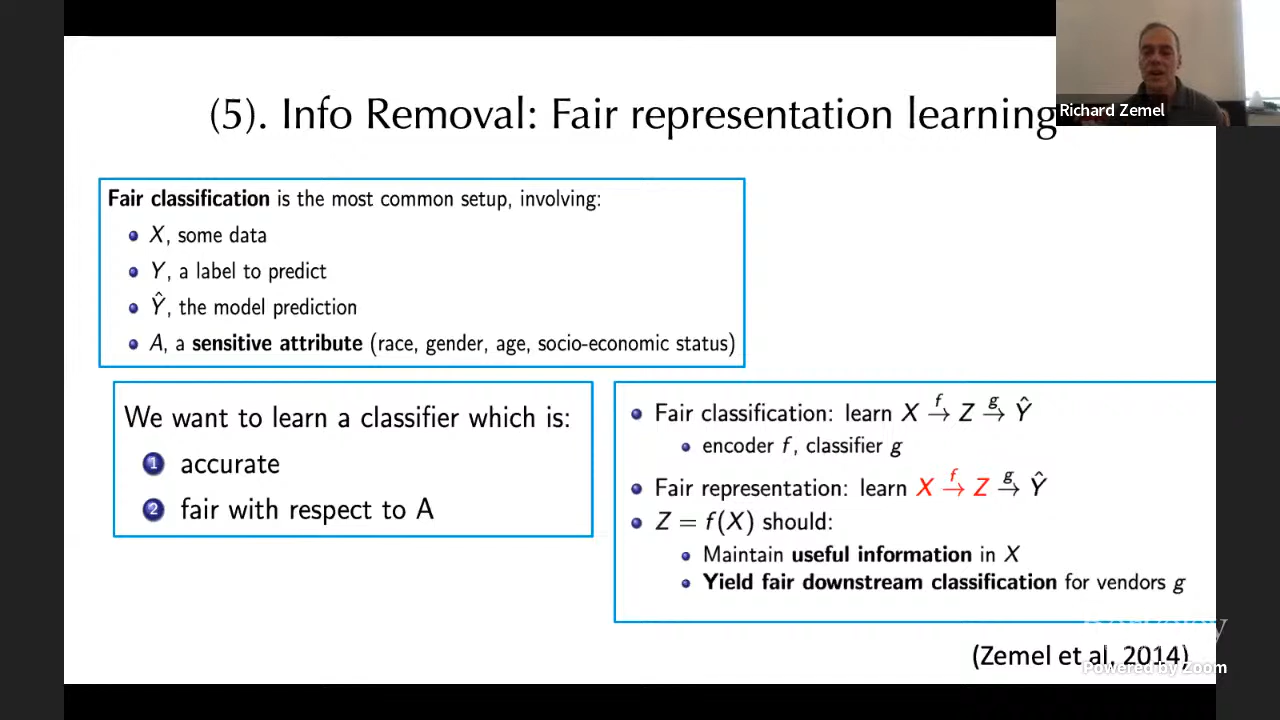 (5). Info Removal: Fair representation learning
Richard Zemel
Fair classification is the most common setup, involving:
X, some data
Y, a label to predict
Ŷ, the model prediction
A, a sensitive attribute (race, gender, age, socio-economic status)
We want to learn a classifier which is:
1 accurate
2 fair with respect to A
Fair classification: learn X →f Z →g Ŷ
encoder f, classifier g
Fair representation: learn X →f Z →g Ŷ
Z = f(X) should:
Maintain useful information in X
Yield fair downstream classification for vendors g
(Zemel et al, 2014)
Powered by Zoom